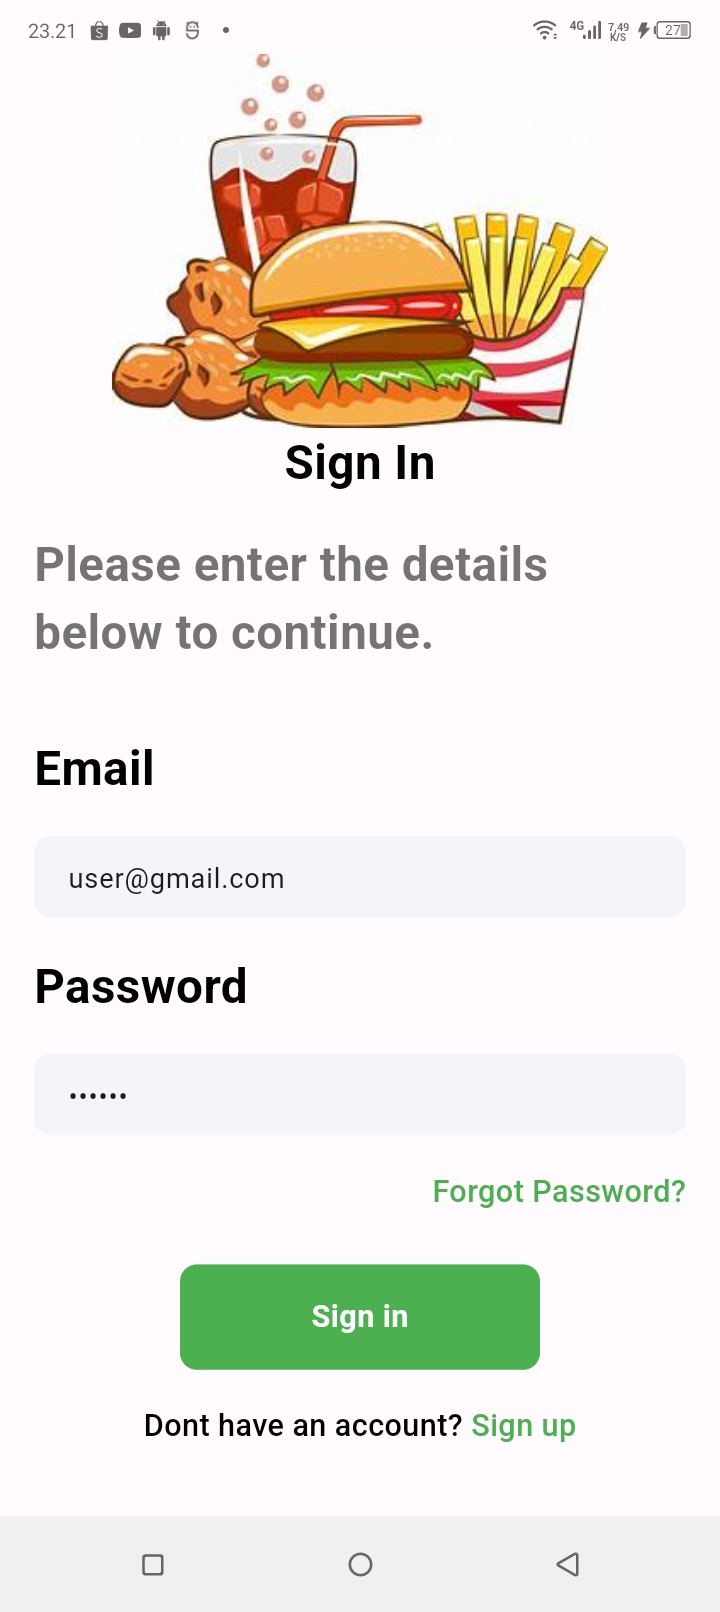 23.21
4G 7,49 K/S 27
Sign In
Please enter the details
below to continue.
Email
user@gmail.com
Password
••••••
Forgot Password?
Sign in
Dont have an account? Sign up